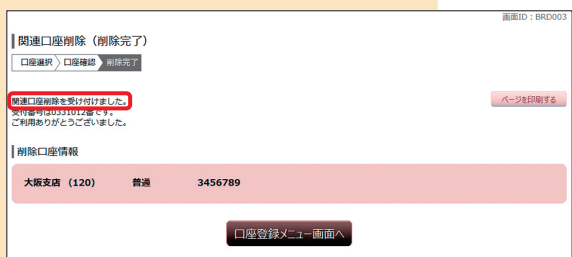 画面ID：BRD003
関連口座削除（削除完了）
口座選択 口座確認 削除完了
関連口座削除を受け付けました。
ページを印刷する
受付番号は0331012番です。
ご利用ありがとうございました。
削除口座情報
大阪支店 （120） 普通 3456789
口座登録メニュー画面へ